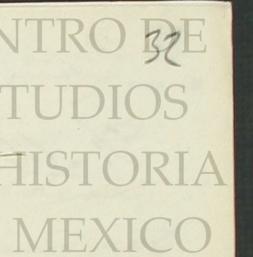 NTRO DE
32
TUDIOS
HISTORIA
MEXICO